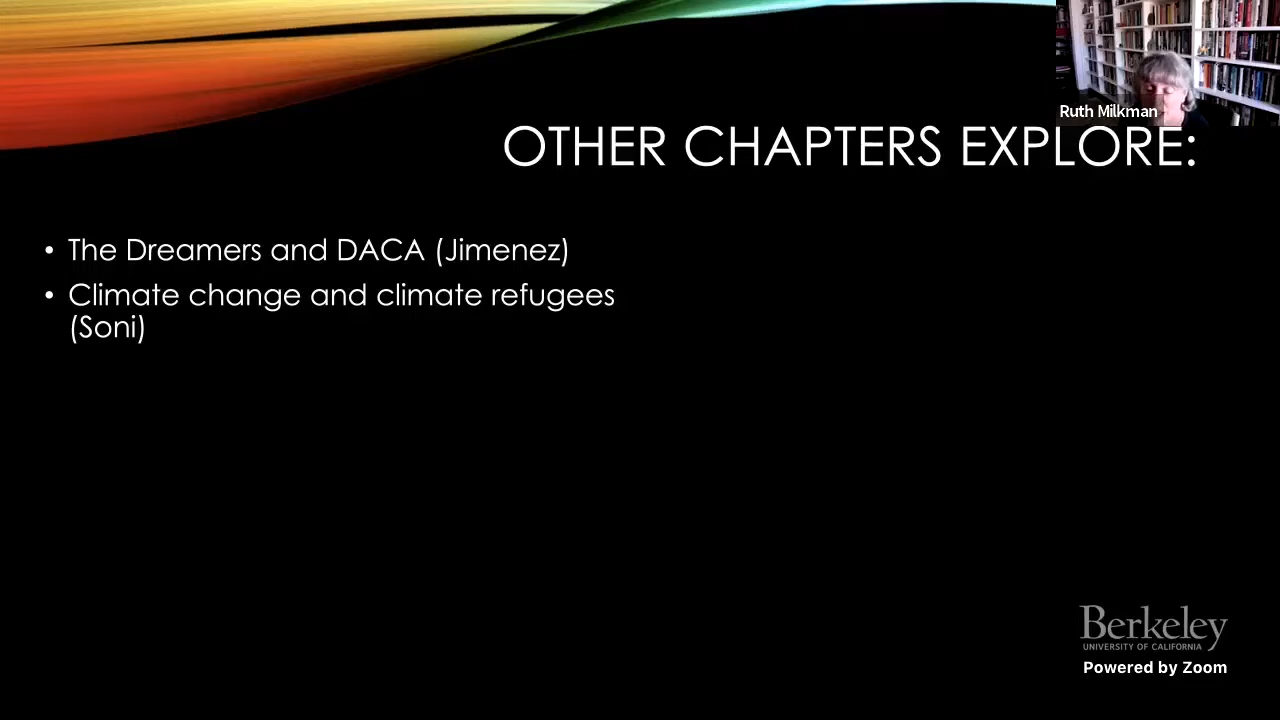 Ruth Milkman
OTHER CHAPTERS EXPLORE:
• The Dreamers and DACA (Jimenez)
• Climate change and climate refugees
(Soni)
Berkeley
UNIVERSITY OF CALIFORNIA
Powered by Zoom